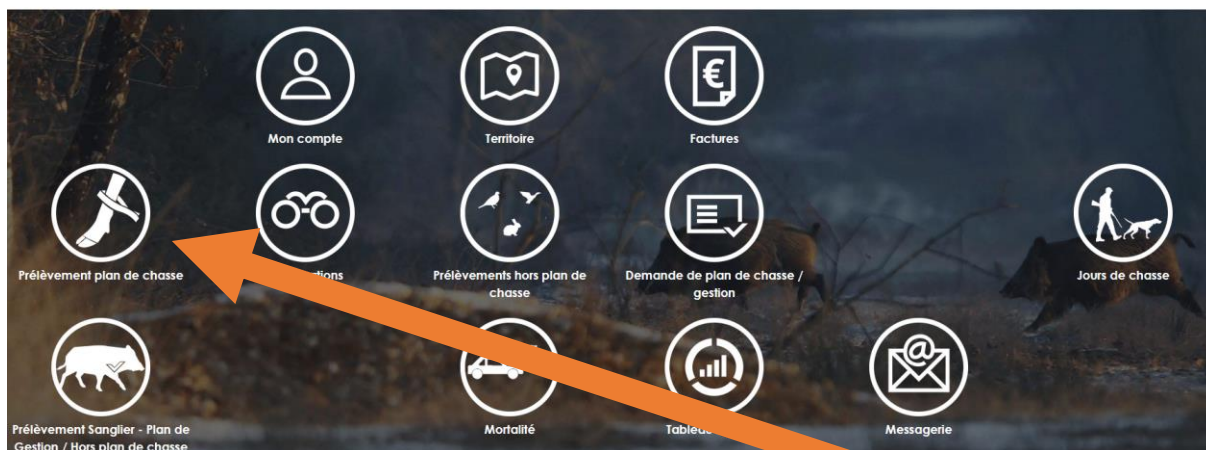 Mon compte
Territoire
€
Factures
Prélèvement plan de chasse
Prélèvements hors plan de
chasse
Demande de plan de chasse /
gestion
Jours de chasse
@
Prélèvement Sanglier - Plan de
Gestion / Hors plan de chasse
Mortalité
Messagerie